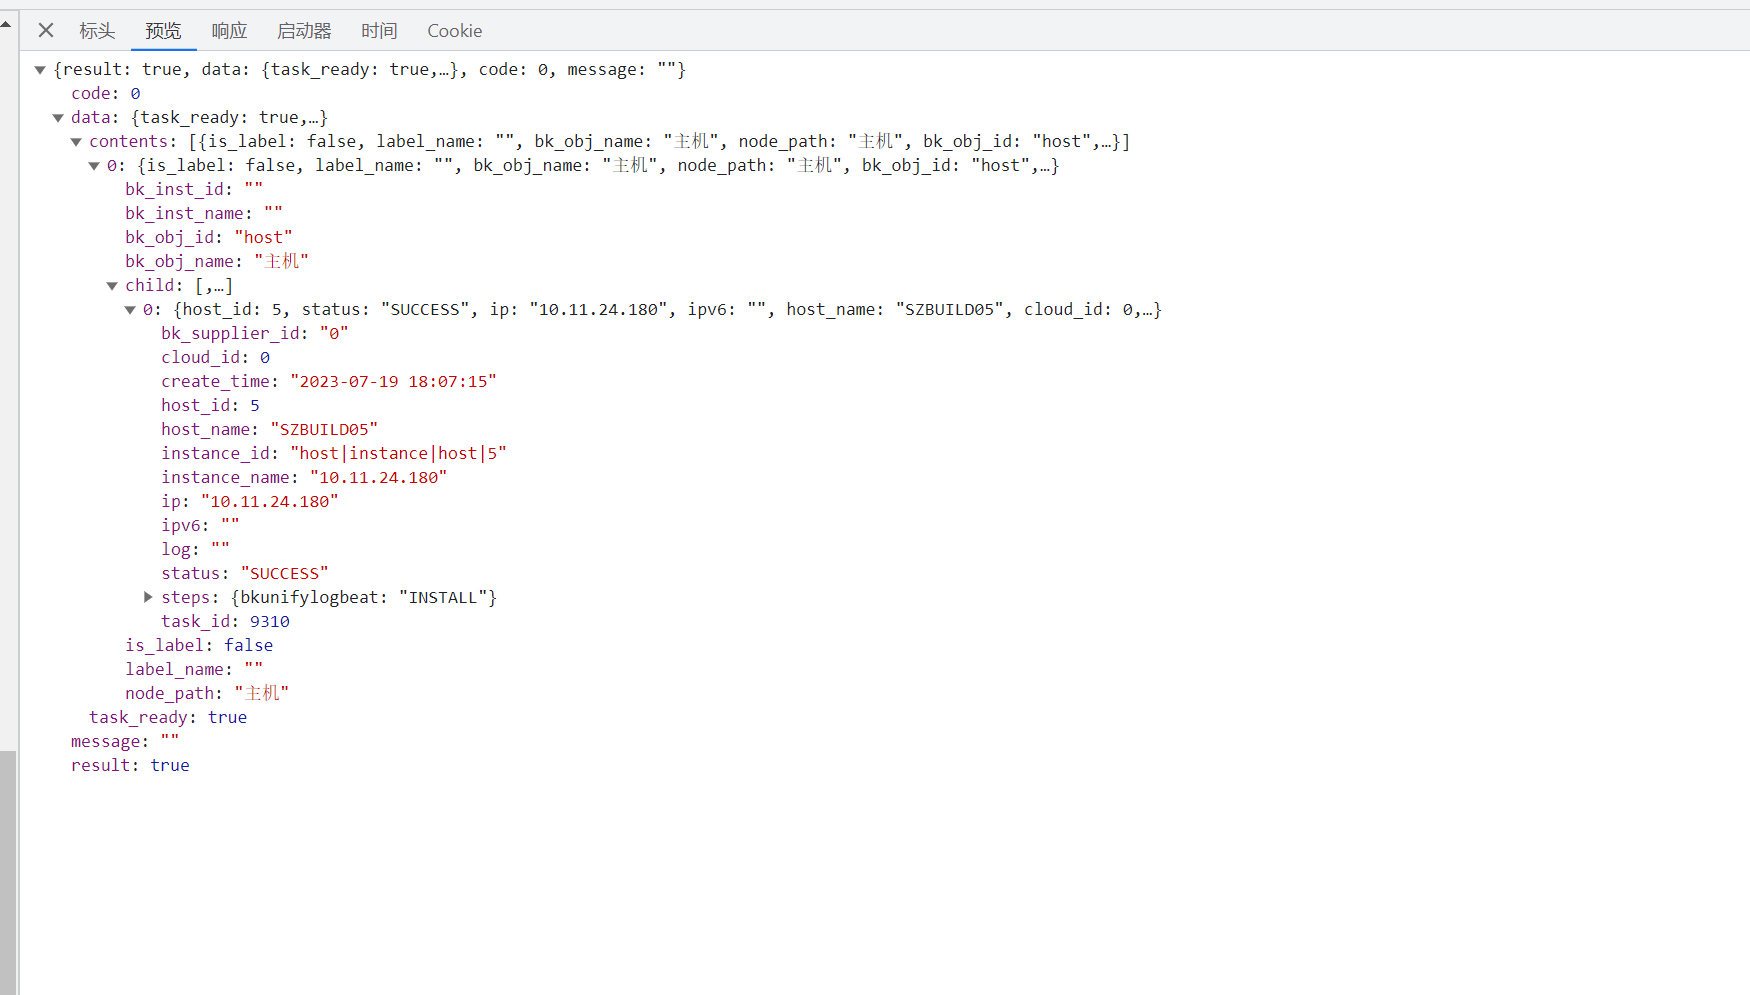 标头 预览 响应 启动器 时间 Cookie
{result: true, data: {task_ready: true,…}, code: 0, message: ""}
code: 0
data: {task_ready: true,…}
contents: [{is_label: false, label_name: "", bk_obj_name: "主机", node_path: "主机", bk_obj_id: "host",…}]
0: {is_label: false, label_name: "", bk_obj_name: "主机", node_path: "主机", bk_obj_id: "host",…}
bk_inst_id: ""
bk_inst_name: ""
bk_obj_id: "host"
bk_obj_name: "主机"
child: [,…]
0: {host_id: 5, status: "SUCCESS", ip: "10.11.24.180", ipv6: "", host_name: "SZBUILD05", cloud_id: 0,…}
bk_supplier_id: "0"
cloud_id: 0
create_time: "2023-07-19 18:07:15"
host_id: 5
host_name: "SZBUILD05"
instance_id: "host|instance|host|5"
instance_name: "10.11.24.180"
ip: "10.11.24.180"
ipv6: ""
log: ""
status: "SUCCESS"
steps: {bkunifylogbeat: "INSTALL"}
task_id: 9310
is_label: false
label_name: ""
node_path: "主机"
task_ready: true
message: ""
result: true